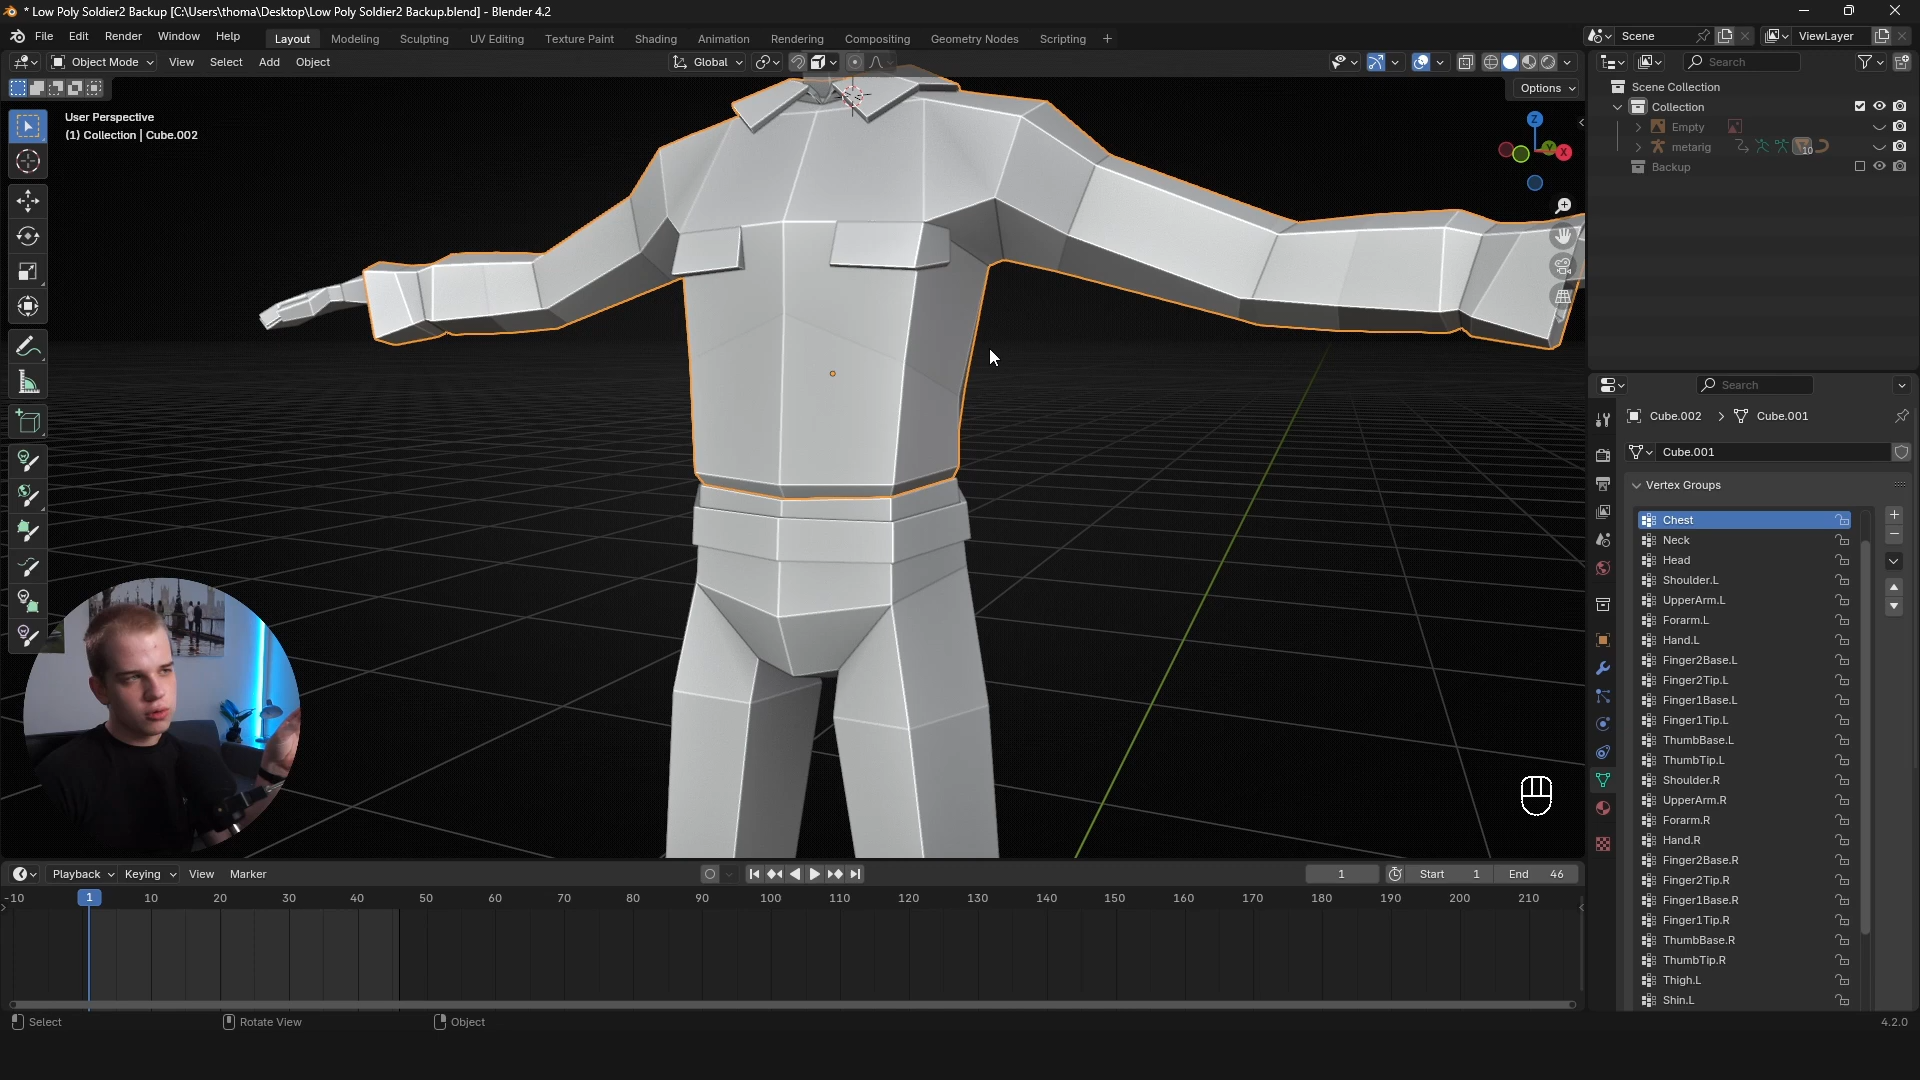 * Low Poly Soldier2 Backup [C:\Users\thoma\Desktop\Low Poly Soldier2 Backup.blend] - Blender 4.2
File Edit Render Window Help
Layout Modeling Sculpting UV Editing Texture Paint Shading Animation Rendering Compositing Geometry Nodes Scripting +
Scene
ViewLayer
Object Mode View Select Add Object
Global
Search
Options
User Perspective
(1) Collection | Cube.002
Z
Y
X
Scene Collection
Collection
Empty
metarig
10
Backup
Search
Cube.002 > Cube.001
Cube.001
Vertex Groups
Chest
Neck
Head
Shoulder.L
UpperArm.L
Forarm.L
Hand.L
Finger2Base.L
Finger2Tip.L
Finger1Base.L
Finger1Tip.L
ThumbBase.L
ThumbTip.L
Shoulder.R
UpperArm.R
Forarm.R
Hand.R
Finger2Base.R
Finger2Tip.R
Finger1Base.R
Finger1Tip.R
ThumbBase.R
ThumbTip.R
Thigh.L
Shin.L
Playback Keying View Marker
1
Start 1
End 46
-10 1 10 20 30 40 50 60 70 80 90 100 110 120 130 140 150 160 170 180 190 200 210
Select
Rotate View
Object
4.2.0